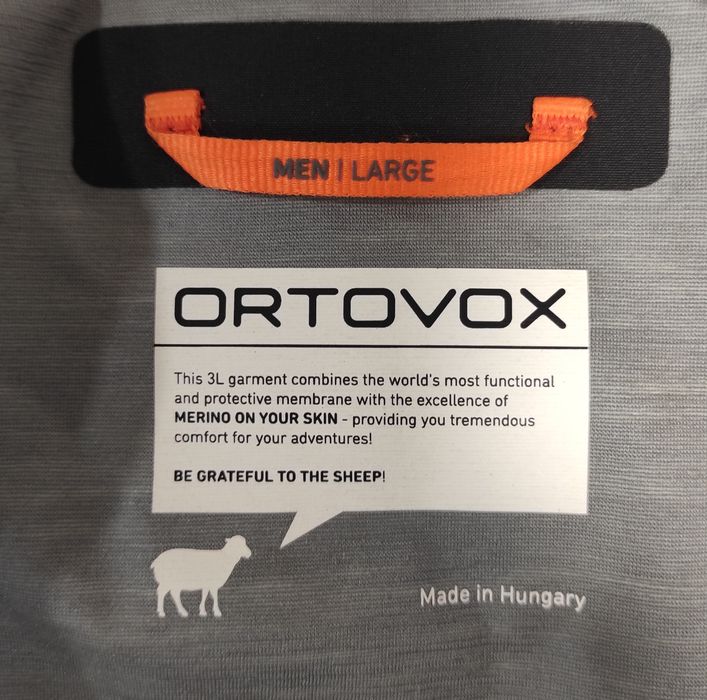 MEN | LARGE
ORTOVOX
This 3L garment combines the world's most functional
and protective membrane with the excellence of
MERINO ON YOUR SKIN - providing you tremendous
comfort for your adventures!
BE GRATEFUL TO THE SHEEP!
Made in Hungary